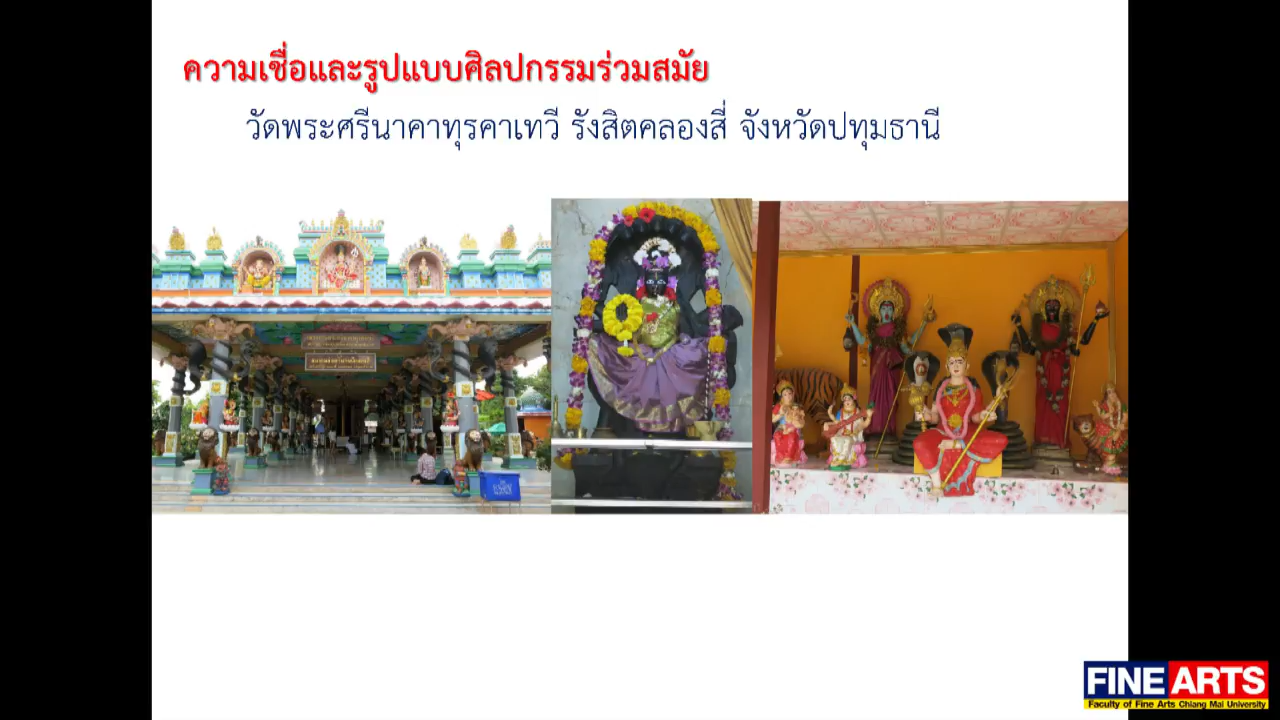 ความเชื่อและรูปแบบศิลปกรรมร่วมสมัย
วัดพระศรีนาคาทุรคาเทวี รังสิตคลองสี่ จังหวัดปทุมธานี
FINE ARTS
Faculty of Fine Arts Chiang Mai University